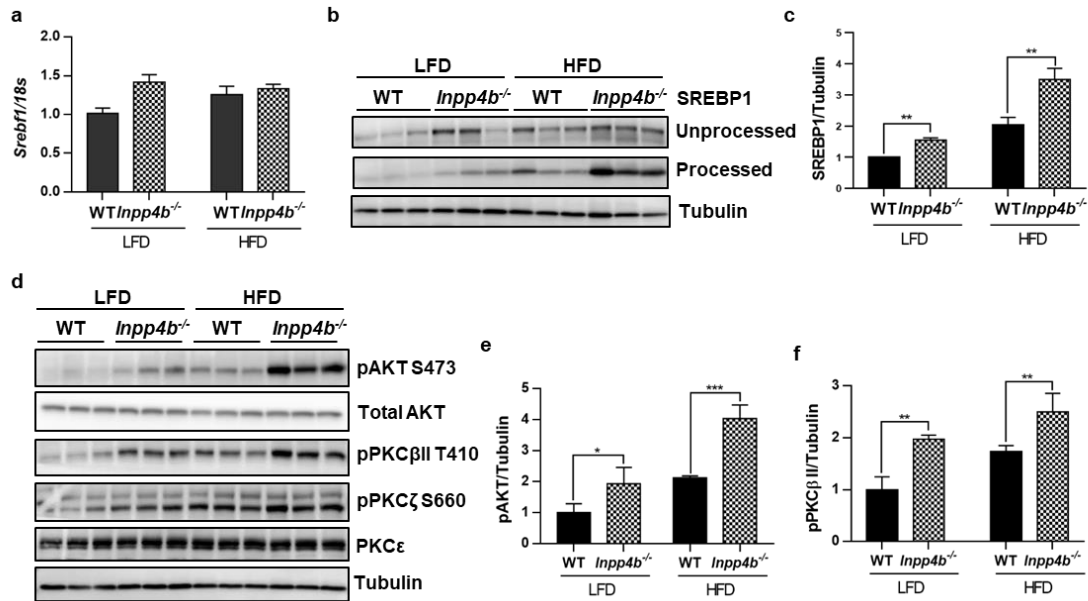 a
2.0
1.5
1.0
0.5
0.0
Srebf1/18s
WT Inpp4b-/- WT Inpp4b-/-
LFD HFD
b
LFD HFD
WT Inpp4b-/- WT Inpp4b-/- SREBP1
Unprocessed
Processed
Tubulin
c
5
4
3
2
1
0
SREBP1/Tubulin
**
**
WT Inpp4b-/- WT Inpp4b-/-
LFD HFD
d
LFD HFD
WT Inpp4b-/- WT Inpp4b-/-
pAKT S473
Total AKT
pPKCβII T410
pPKCζ S660
PKCε
Tubulin
e
5
4
3
2
1
0
pAKT/Tubulin
*
***
WT Inpp4b-/- WT Inpp4b-/-
LFD HFD
f
3
2
1
0
pPKCβ II/Tubulin
**
**
WT Inpp4b-/- WT Inpp4b-/-
LFD HFD